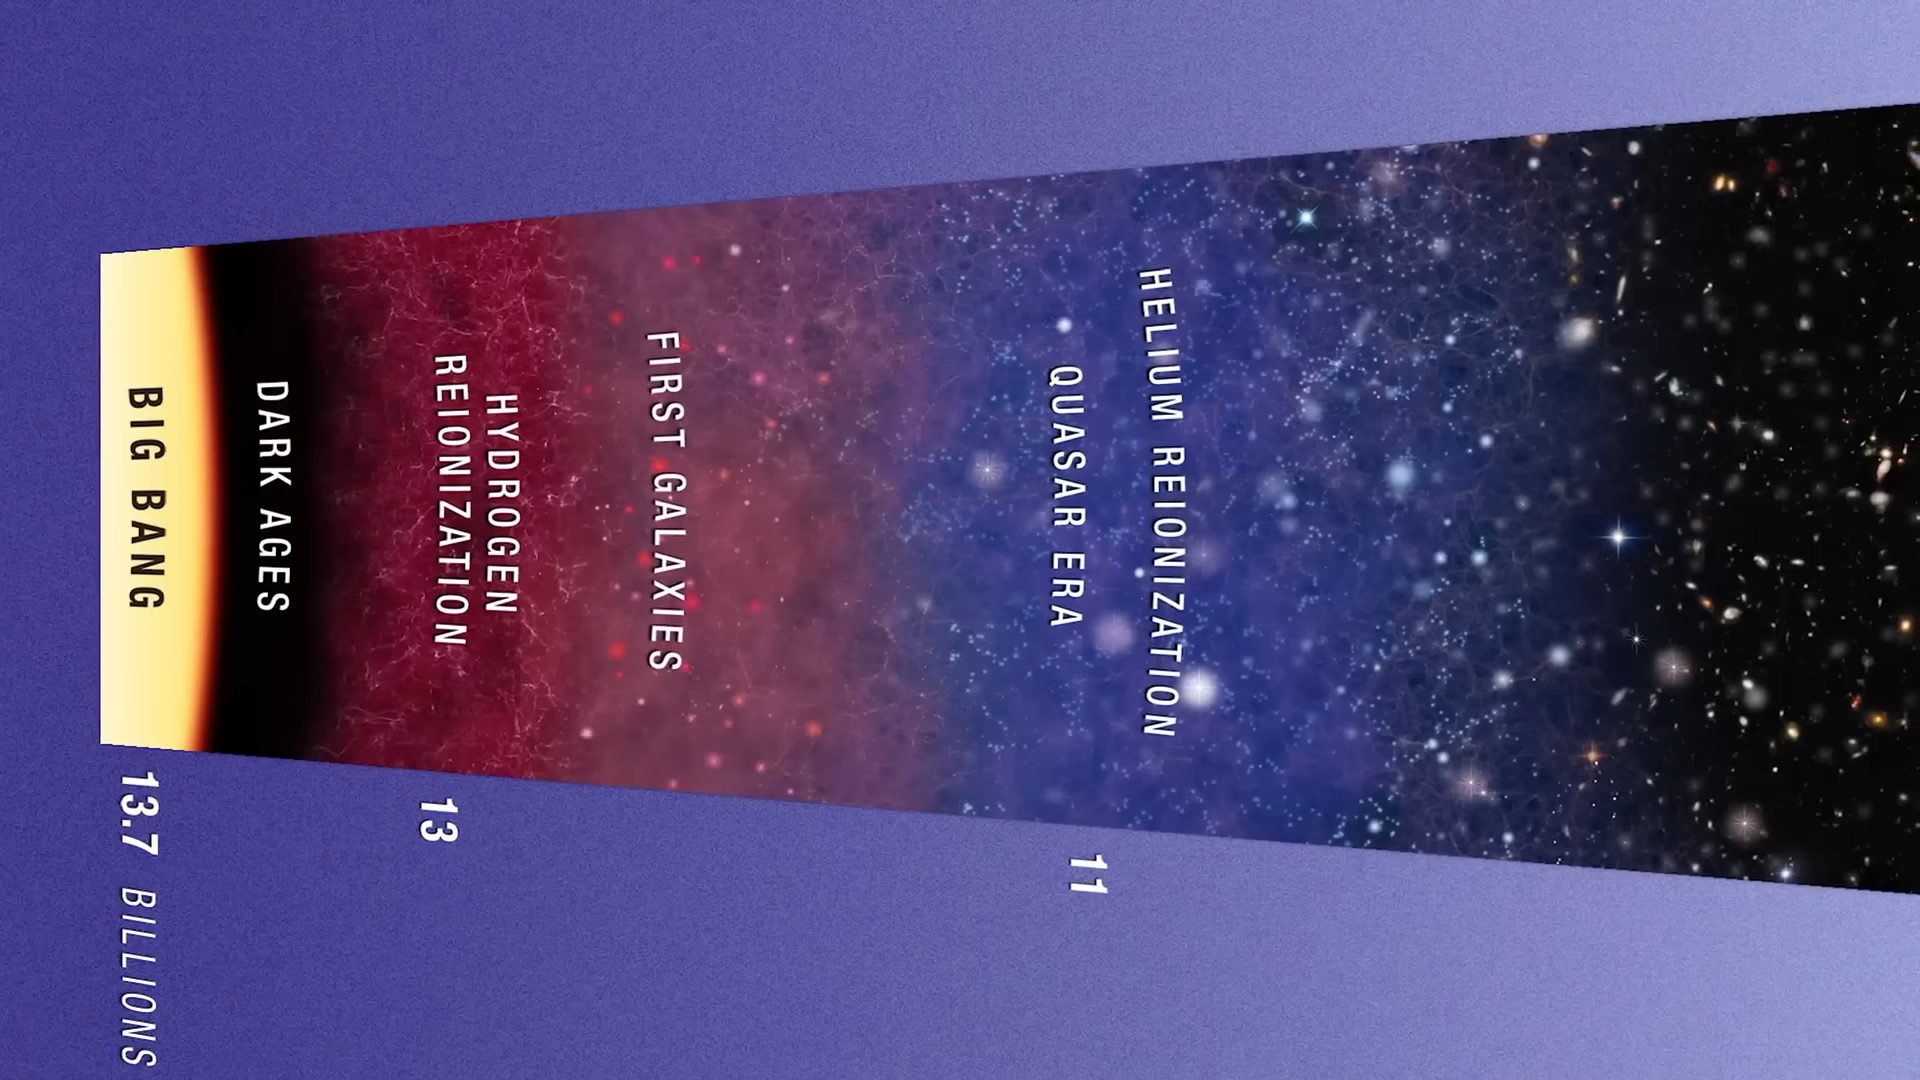 BIG BANG
DARK AGES
HYDROGEN
REIONIZATION
FIRST GALAXIES
QUASAR ERA
HELIUM REIONIZATION
13.7 BILLIONS
13
11